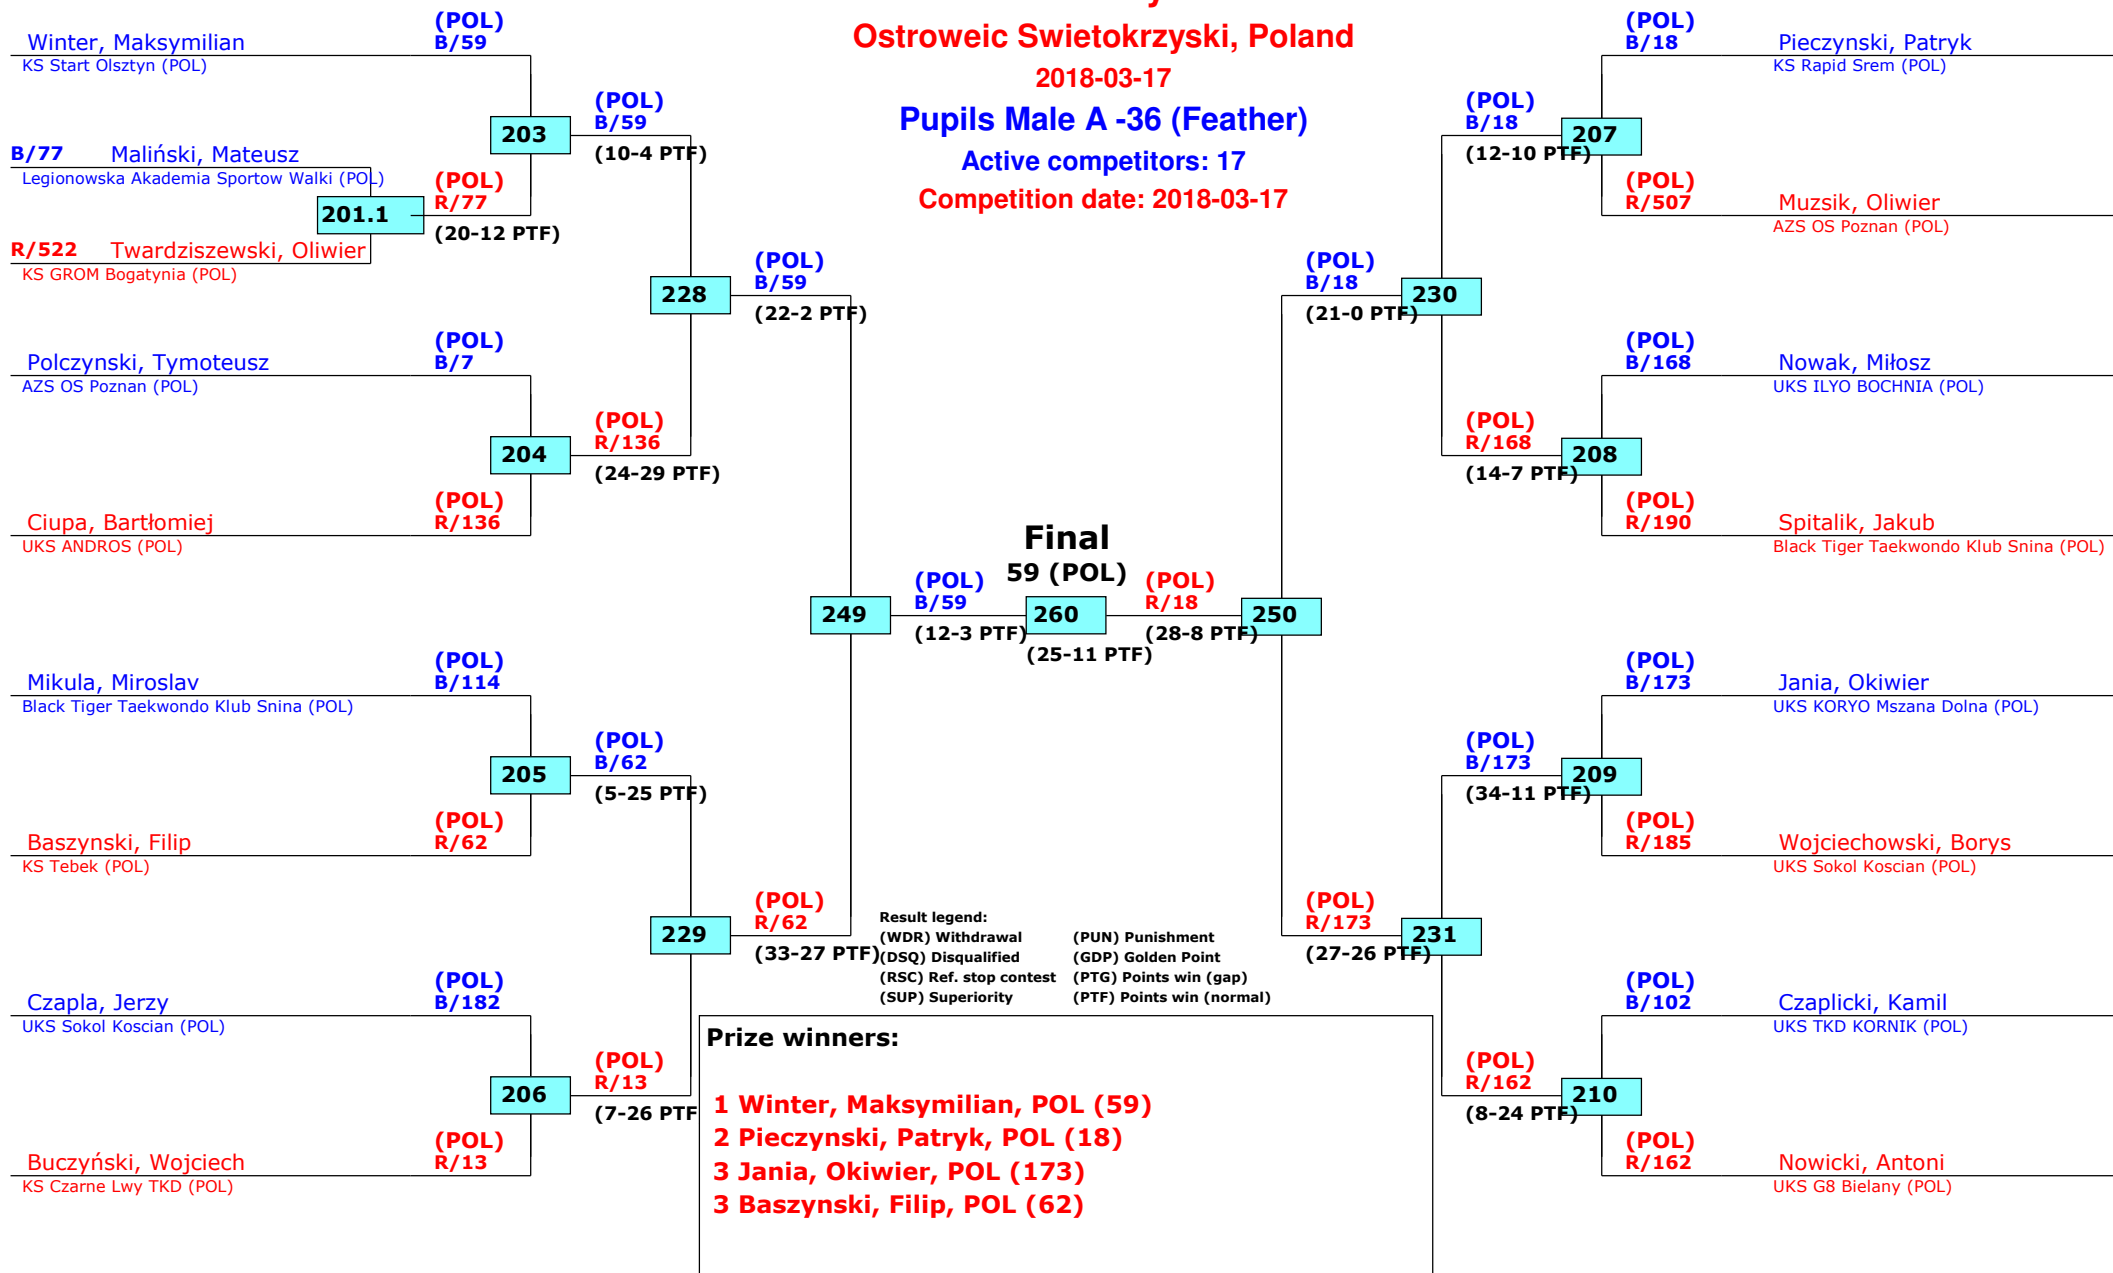 Ostroweic Swietokrzyski, Poland
2018-03-17
Pupils Male A -36 (Feather)
Active competitors: 17
Competition date: 2018-03-17
(POL)
Winter, Maksymilian B/59
KS Start Olsztyn (POL)
B/77 Maliński, Mateusz
Legionowska Akademia Sportow Walki (POL)
R/522 Twardziszewski, Oliwier
KS GROM Bogatynia (POL)
201.1
(POL)
R/77
(20-12 PTF)
203
(POL)
B/59
(10-4 PTF)
(POL)
Polczynski, Tymoteusz B/7
AZS OS Poznan (POL)
204
(POL)
R/136
(24-29 PTF)
(POL)
Ciupa, Bartłomiej R/136
UKS ANDROS (POL)
228
(POL)
B/59
(22-2 PTF)
(POL)
Mikula, Miroslav B/114
Black Tiger Taekwondo Klub Snina (POL)
205
(POL)
B/62
(5-25 PTF)
(POL)
Baszynski, Filip R/62
KS Tebek (POL)
229
(POL)
R/62
(33-27 PTF)
(POL)
Czapla, Jerzy B/182
UKS Sokol Koscian (POL)
206
(POL)
R/13
(7-26 PTF
(POL)
Buczyński, Wojciech R/13
KS Czarne Lwy TKD (POL)
249
(POL)
B/59
(12-3 PTF)
Final
59 (POL)
260
(25-11 PTF)
(POL)
R/18
(28-8 PTF)
250
(POL)
B/18 Pieczynski, Patryk
KS Rapid Srem (POL)
(POL)
B/18
(12-10 PTF)
207
(POL)
R/507 Muzsik, Oliwier
AZS OS Poznan (POL)
(POL)
B/18
(21-0 PTF)
230
(POL)
B/168 Nowak, Miłosz
UKS ILYO BOCHNIA (POL)
(POL)
R/168
(14-7 PTF)
208
(POL)
R/190 Spitalik, Jakub
Black Tiger Taekwondo Klub Snina (POL)
(POL)
B/173 Jania, Okiwier
UKS KORYO Mszana Dolna (POL)
(POL)
B/173
(34-11 PTF)
209
(POL)
R/185 Wojciechowski, Borys
UKS Sokol Koscian (POL)
(POL)
R/173
(27-26 PTF)
231
(POL)
B/102 Czaplicki, Kamil
UKS TKD KORNIK (POL)
(POL)
R/162
(8-24 PTF)
210
(POL)
R/162 Nowicki, Antoni
UKS G8 Bielany (POL)
Result legend:
(WDR) Withdrawal (PUN) Punishment
(DSQ) Disqualified (GDP) Golden Point
(RSC) Ref. stop contest (PTG) Points win (gap)
(SUP) Superiority (PTF) Points win (normal)
Prize winners:
1 Winter, Maksymilian, POL (59)
2 Pieczynski, Patryk, POL (18)
3 Jania, Okiwier, POL (173)
3 Baszynski, Filip, POL (62)